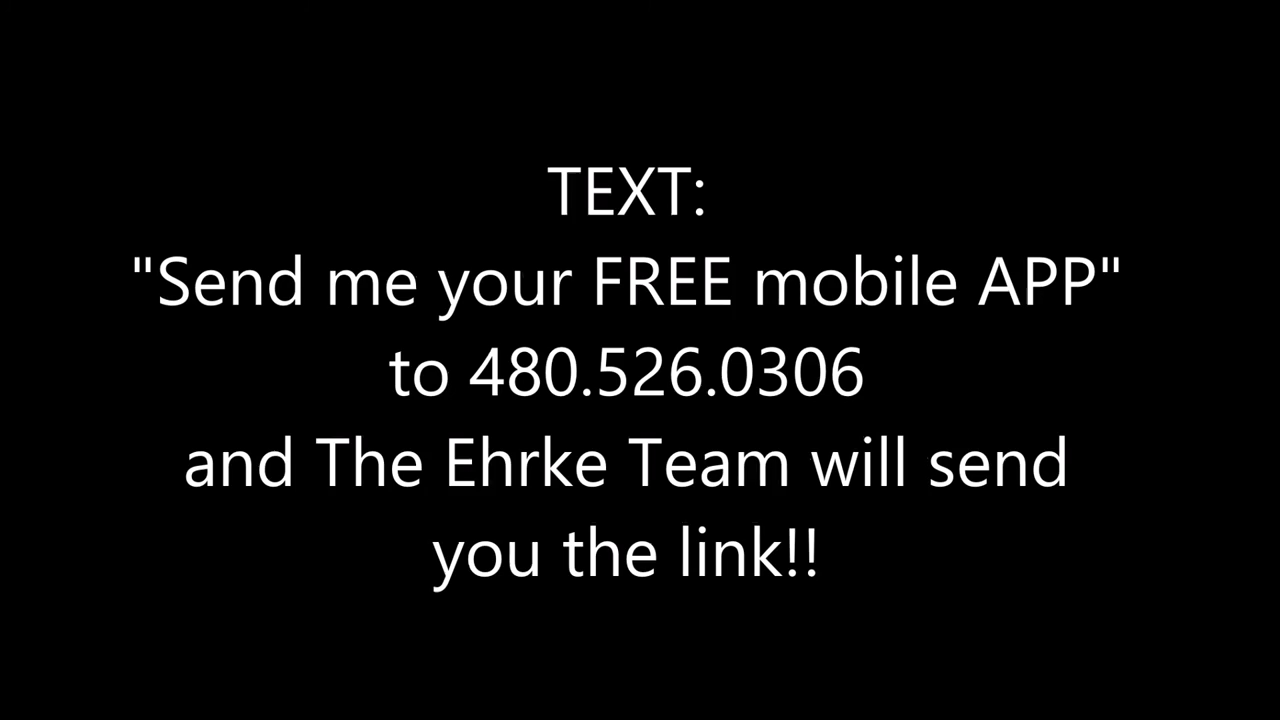 TEXT:
"Send me your FREE mobile APP"
to 480.526.0306
and The Ehrke Team will send
you the link!!